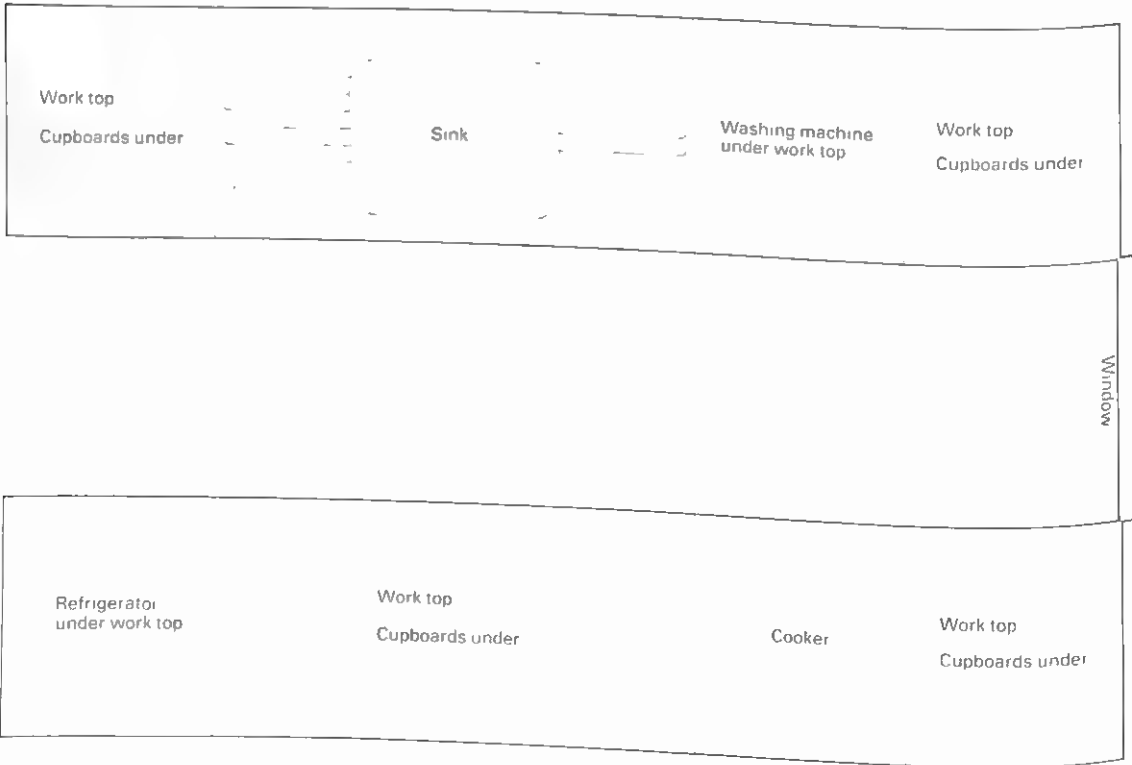 Work top
Cupboards under
Sink
Washing machine
under work top
Work top
Cupboards under
Window
Refrigerator
under work top
Work top
Cupboards under
Cooker
Work top
Cupboards under